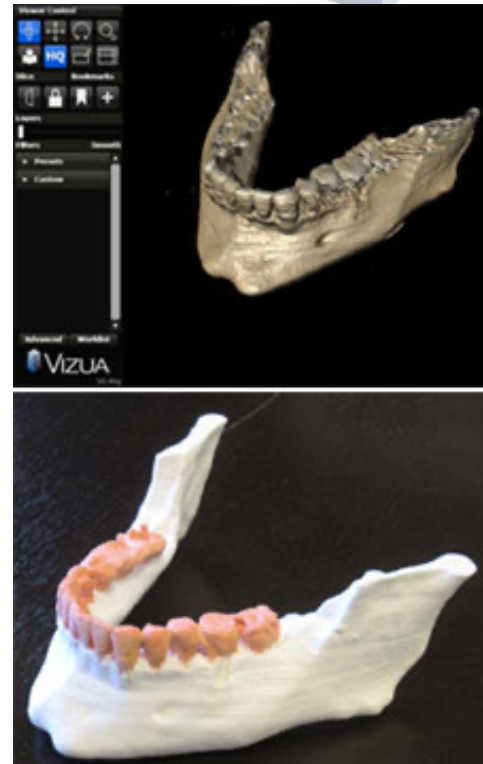 Viewer Control
HQ
Slice Bookmarks
Layers
Filters Smooth
Presets
Custom
Advanced Worklist
VIZUA